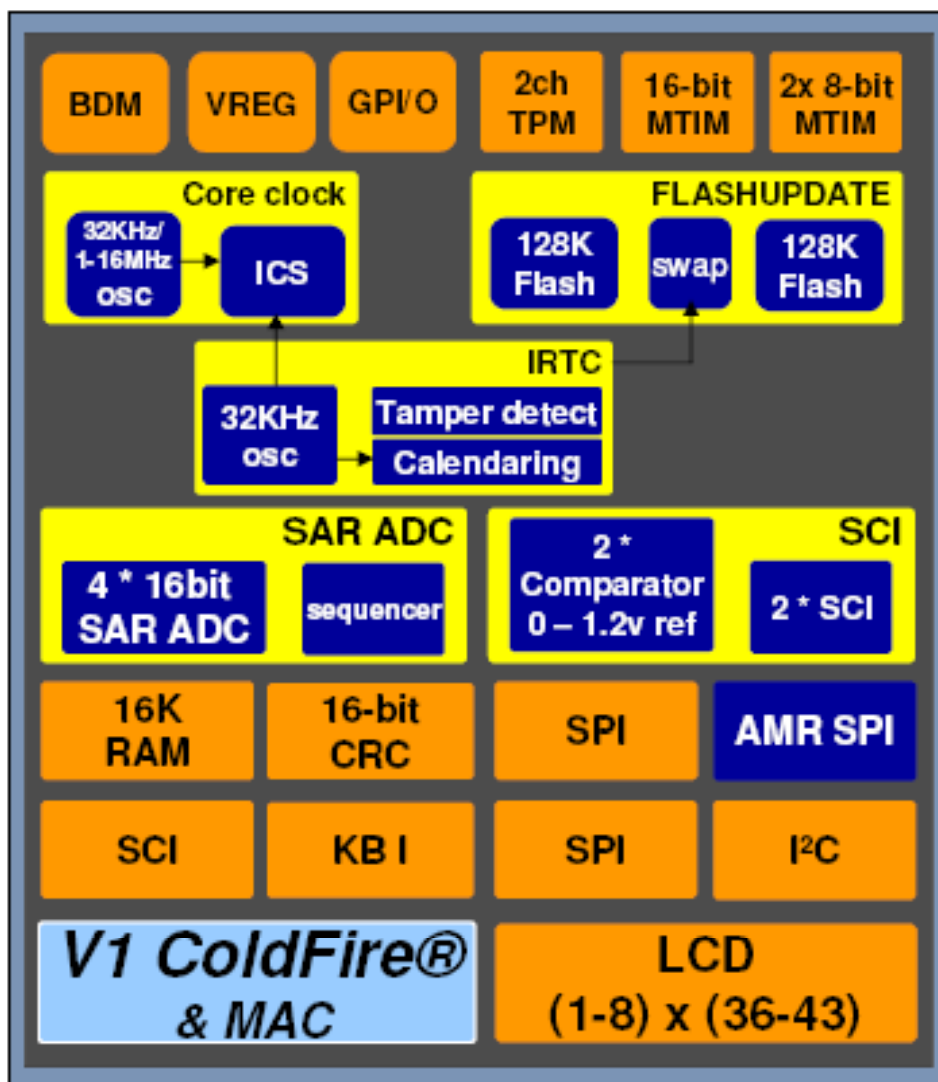 BDM
VREG
GPI/O
2ch
TPM
16-bit
MTIM
2x 8-bit
MTIM
Core clock
32KHz/
1-16MHz
osc
ICS
FLASHUPDATE
128K
Flash
swap
128K
Flash
IRTC
32KHz
osc
Tamper detect
Calendaring
SAR ADC
4 * 16bit
SAR ADC
sequencer
SCI
2 *
Comparator
0 – 1.2v ref
2 * SCI
16K
RAM
16-bit
CRC
SPI
AMR SPI
SCI
KB I
SPI
I²C
V1 ColdFire®
& MAC
LCD
(1-8) x (36-43)